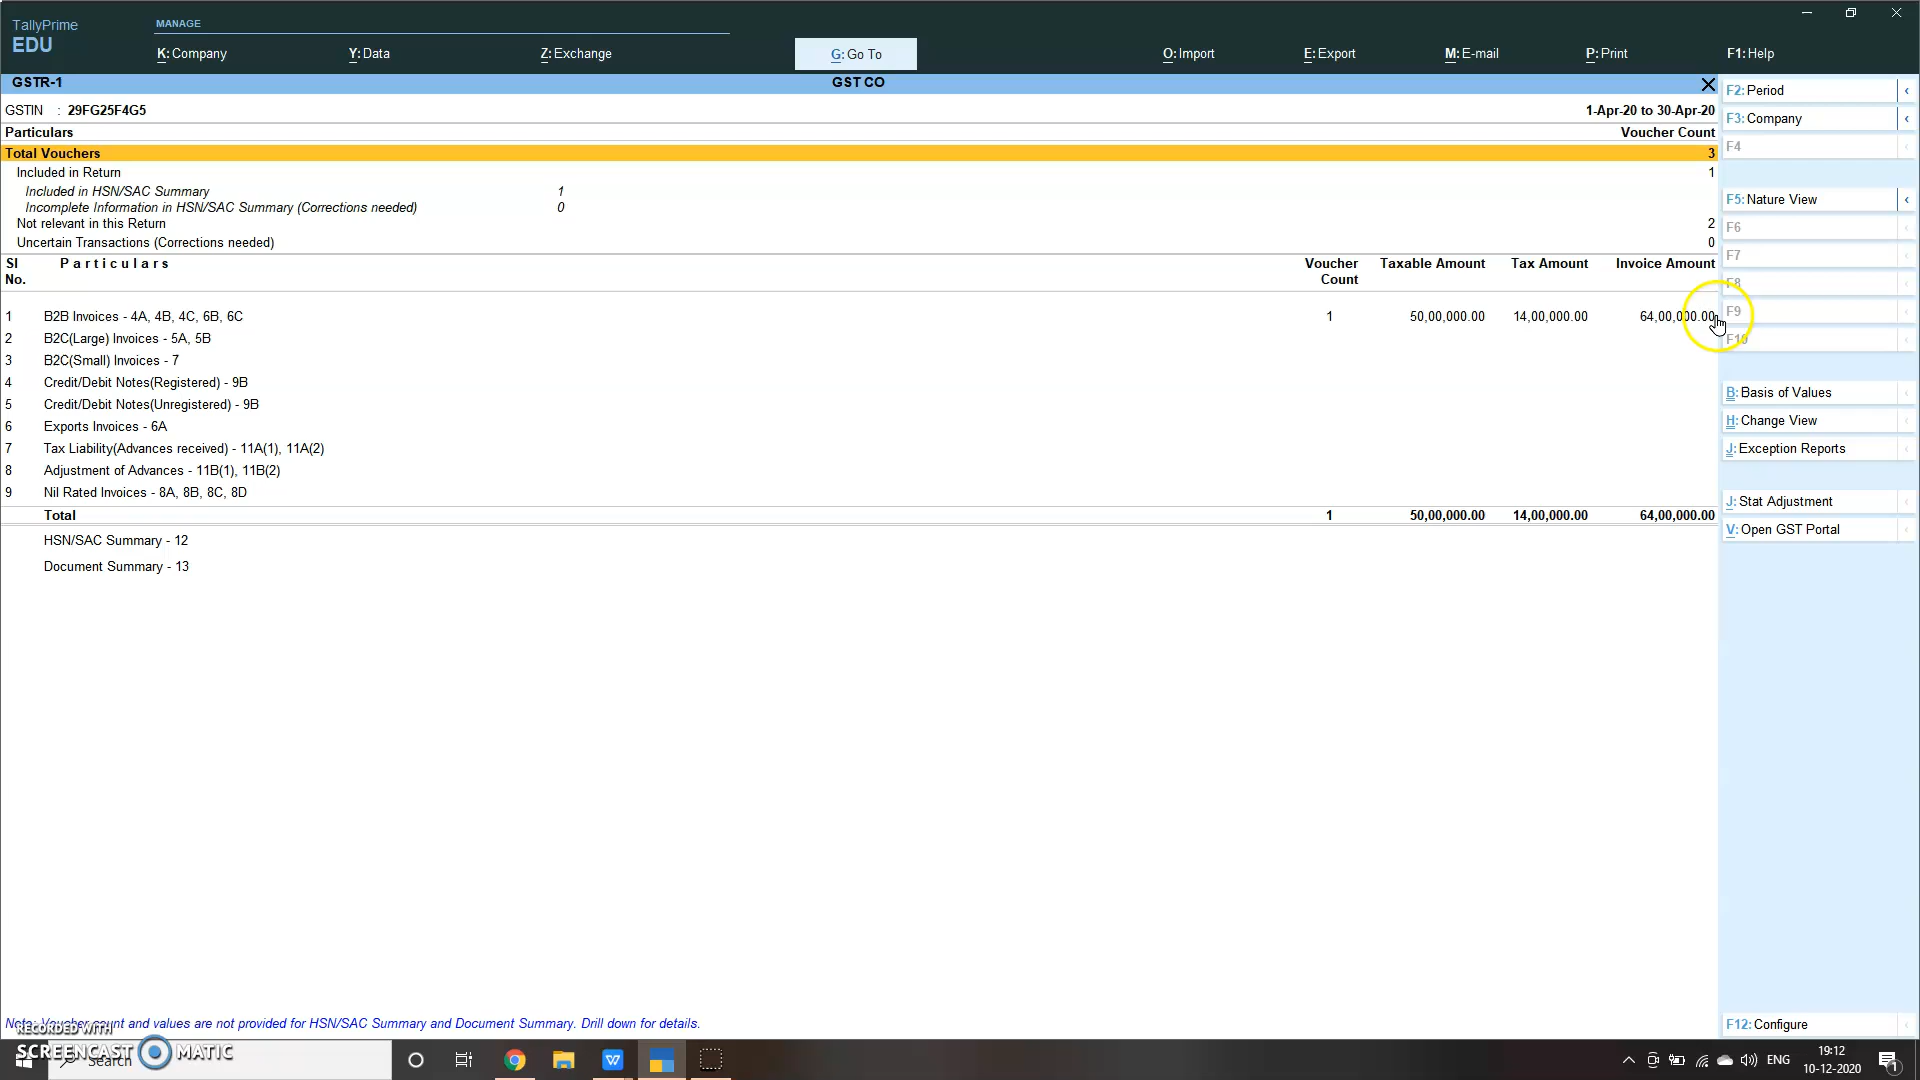 TallyPrime
EDU
MANAGE
K: Company
Y: Data
Z: Exchange
G: Go To
O: Import
E: Export
M: E-mail
P: Print
F1: Help
GSTR-1
GST CO
GSTIN : 29FG25F4G5
1-Apr-20 to 30-Apr-20
Particulars
Voucher Count
Total Vouchers 3
Included in Return 1
Included in HSN/SAC Summary 1
Incomplete Information in HSN/SAC Summary (Corrections needed) 0
Not relevant in this Return 2
Uncertain Transactions (Corrections needed) 0
Sl No. Particulars Voucher Count Taxable Amount Tax Amount Invoice Amount
1 B2B Invoices - 4A, 4B, 4C, 6B, 6C 1 50,00,000.00 14,00,000.00 64,00,000.00
2 B2C(Large) Invoices - 5A, 5B
3 B2C(Small) Invoices - 7
4 Credit/Debit Notes(Registered) - 9B
5 Credit/Debit Notes(Unregistered) - 9B
6 Exports Invoices - 6A
7 Tax Liability(Advances received) - 11A(1), 11A(2)
8 Adjustment of Advances - 11B(1), 11B(2)
9 Nil Rated Invoices - 8A, 8B, 8C, 8D
Total 1 50,00,000.00 14,00,000.00 64,00,000.00
HSN/SAC Summary - 12
Document Summary - 13
Note: Voucher count and values are not provided for HSN/SAC Summary and Document Summary. Drill down for details.
F2: Period
F3: Company
F4
F5: Nature View
F6
F7
F8
F9
F10
B: Basis of Values
H: Change View
J: Exception Reports
J: Stat Adjustment
V: Open GST Portal
F12: Configure
RECORDED WITH
SCREENCAST MATIC
Search
ENG
19:12
10-12-2020
1